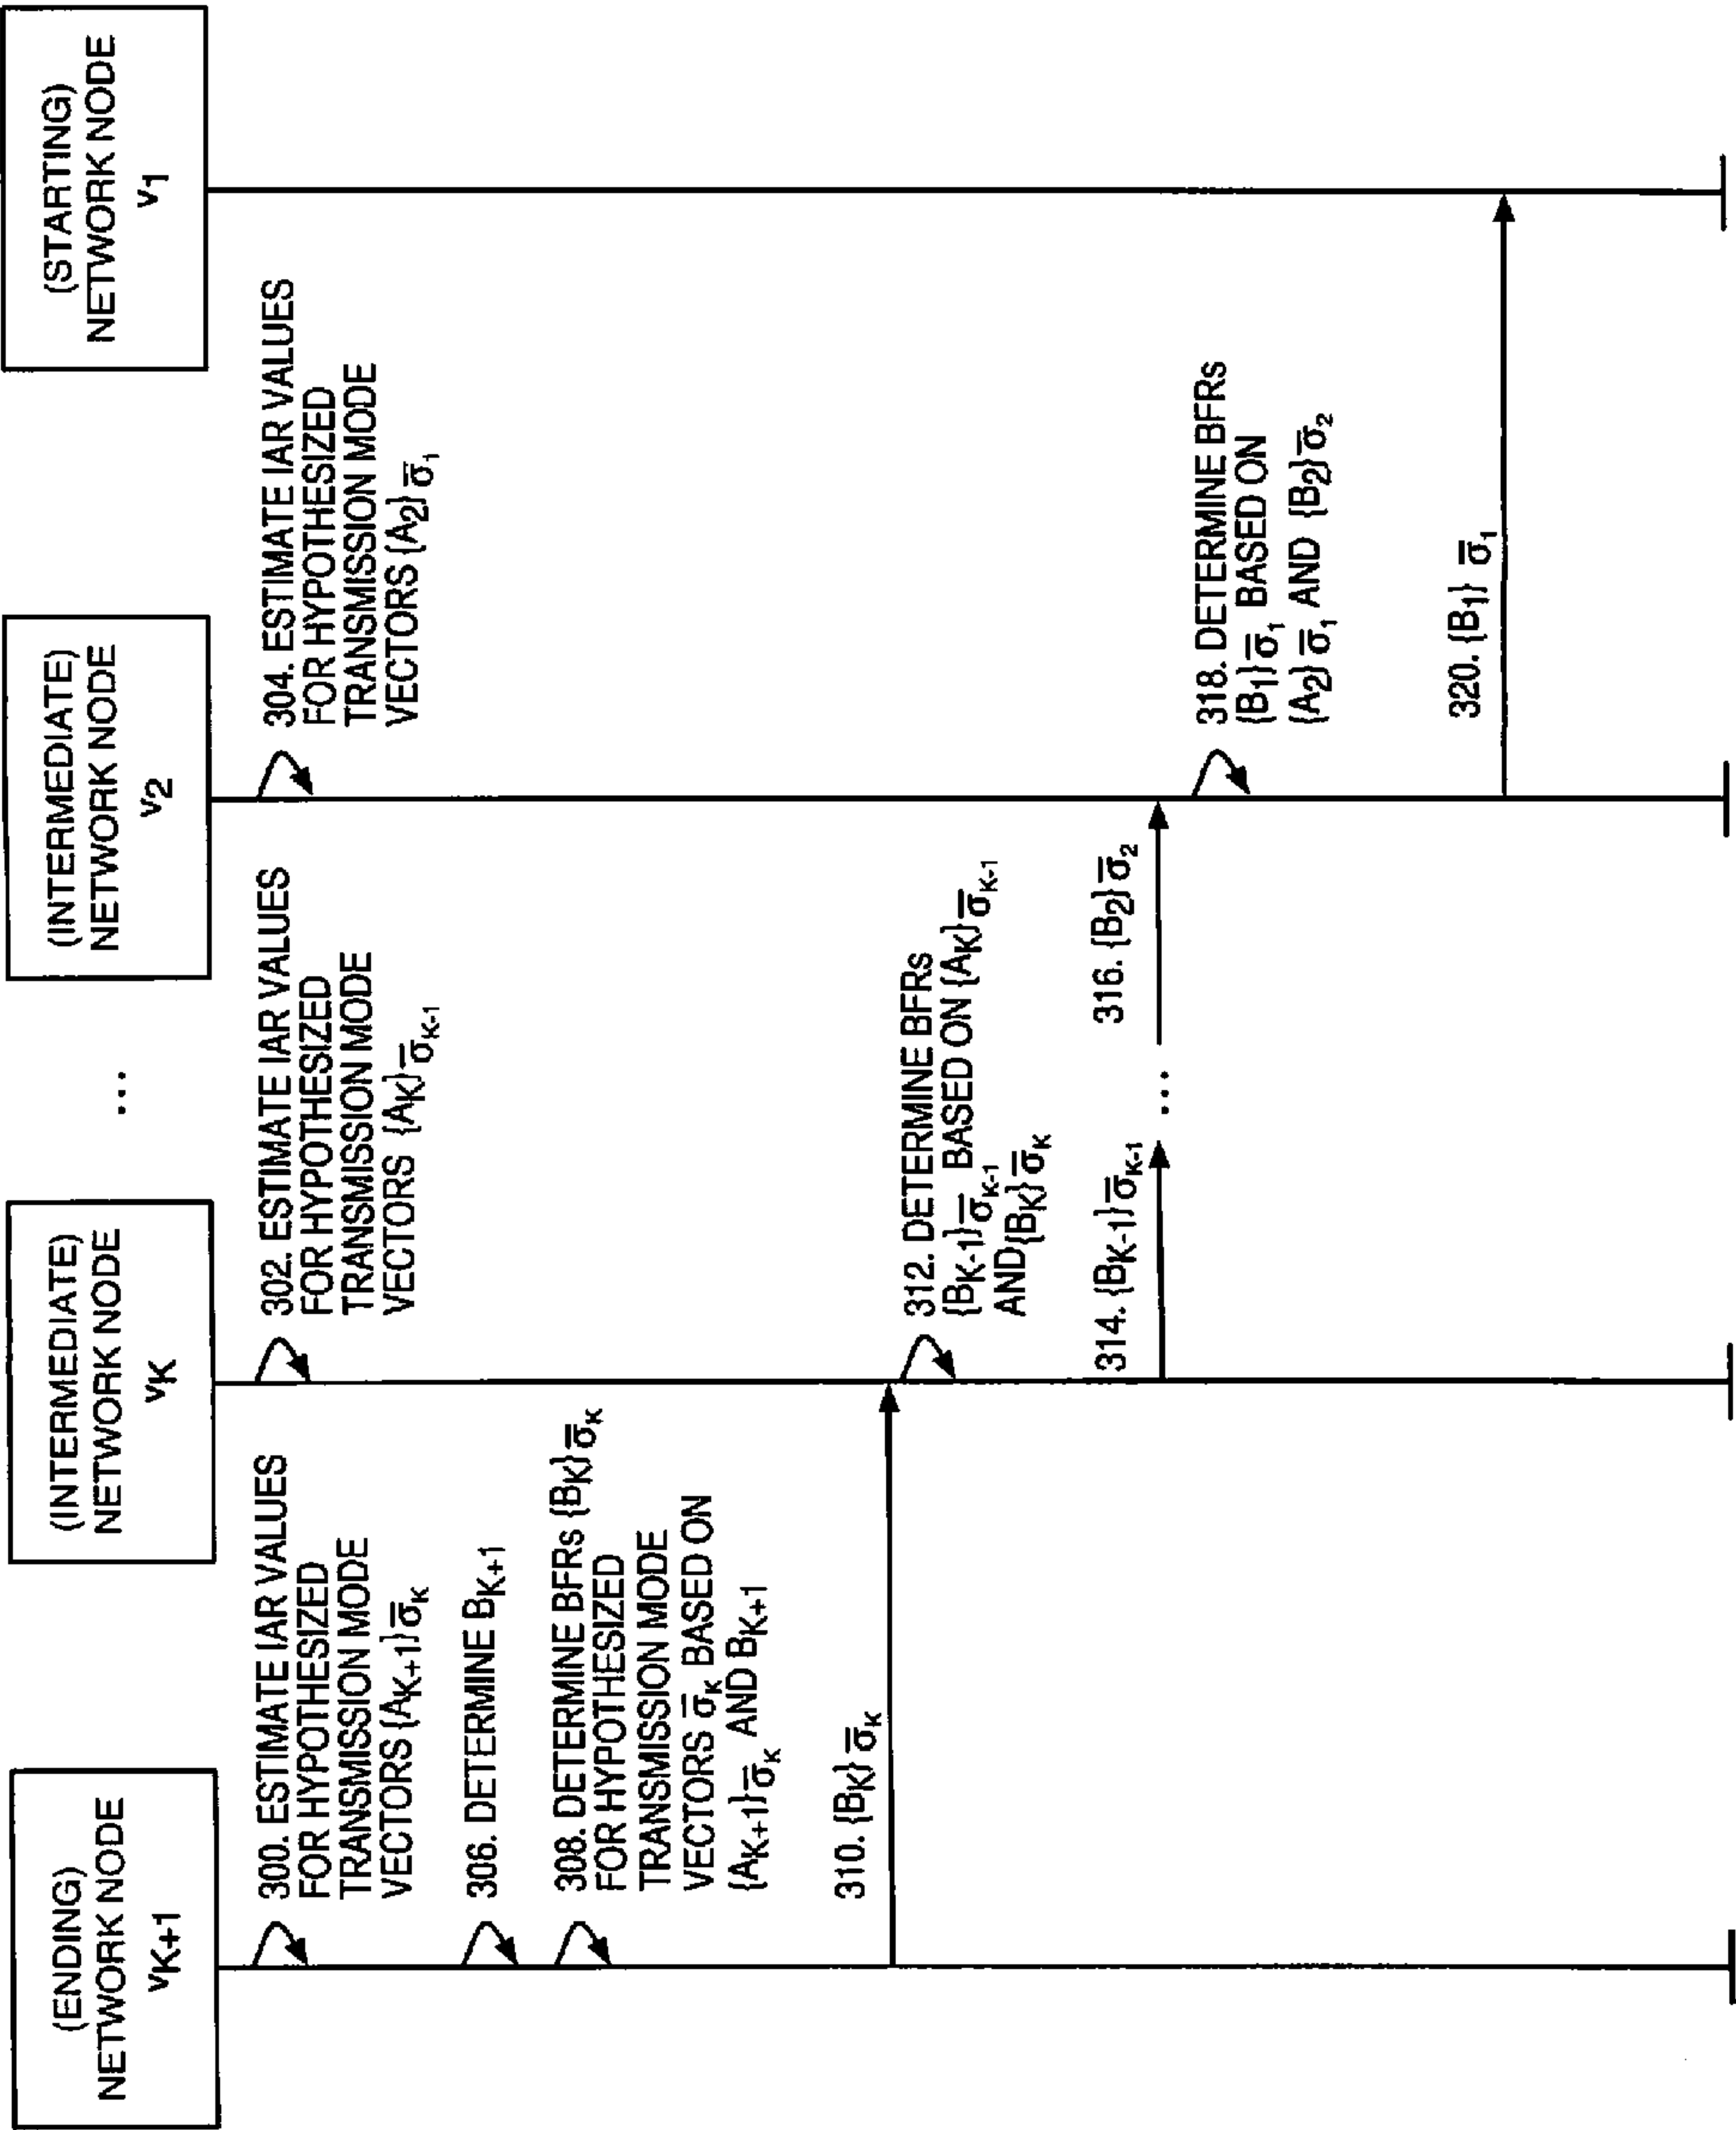 (ENDING)
NETWORK NODE
vK+1
(INTERMEDIATE)
NETWORK NODE
vK
...
(INTERMEDIATE)
NETWORK NODE
v2
(STARTING)
NETWORK NODE
v1
300. ESTIMATE IAR VALUES
FOR HYPOTHESIZED
TRANSMISSION MODE
VECTORS {AK+1}σ̅K
302. ESTIMATE IAR VALUES
FOR HYPOTHESIZED
TRANSMISSION MODE
VECTORS {AK}σ̅K-1
304. ESTIMATE IAR VALUES
FOR HYPOTHESIZED
TRANSMISSION MODE
VECTORS {A2}σ̅1
306. DETERMINE BK+1
308. DETERMINE BFRs {BK}σ̅K
FOR HYPOTHESIZED
TRANSMISSION MODE
VECTORS σ̅K BASED ON
{AK+1}σ̅K AND BK+1
310. {BK}σ̅K
312. DETERMINE BFRs
{BK-1}σ̅K-1 BASED ON {AK}σ̅K-1
AND{BK}σ̅K
314. {BK-1}σ̅K-1
...
316. {B2}σ̅2
318. DETERMINE BFRs
{B1}σ̅1 BASED ON
{A2}σ̅1 AND {B2}σ̅2
320. {B1} σ̅1